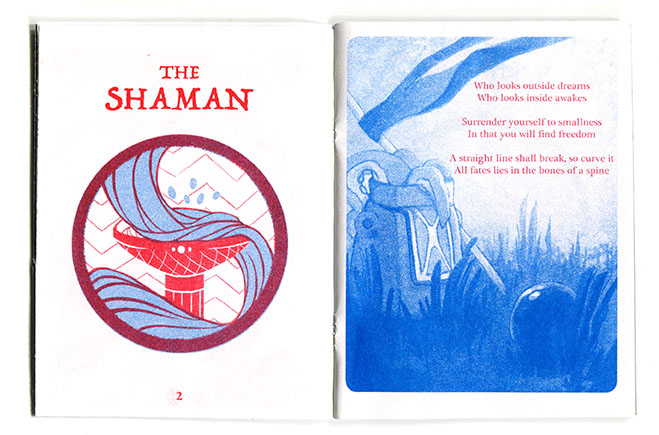 THE
SHAMAN
2
Who looks outside dreams
Who looks inside awakes
Surrender yourself to smallness
In that you will find freedom
A straight line shall break, so curve it
All fates lies in the bones of a spine